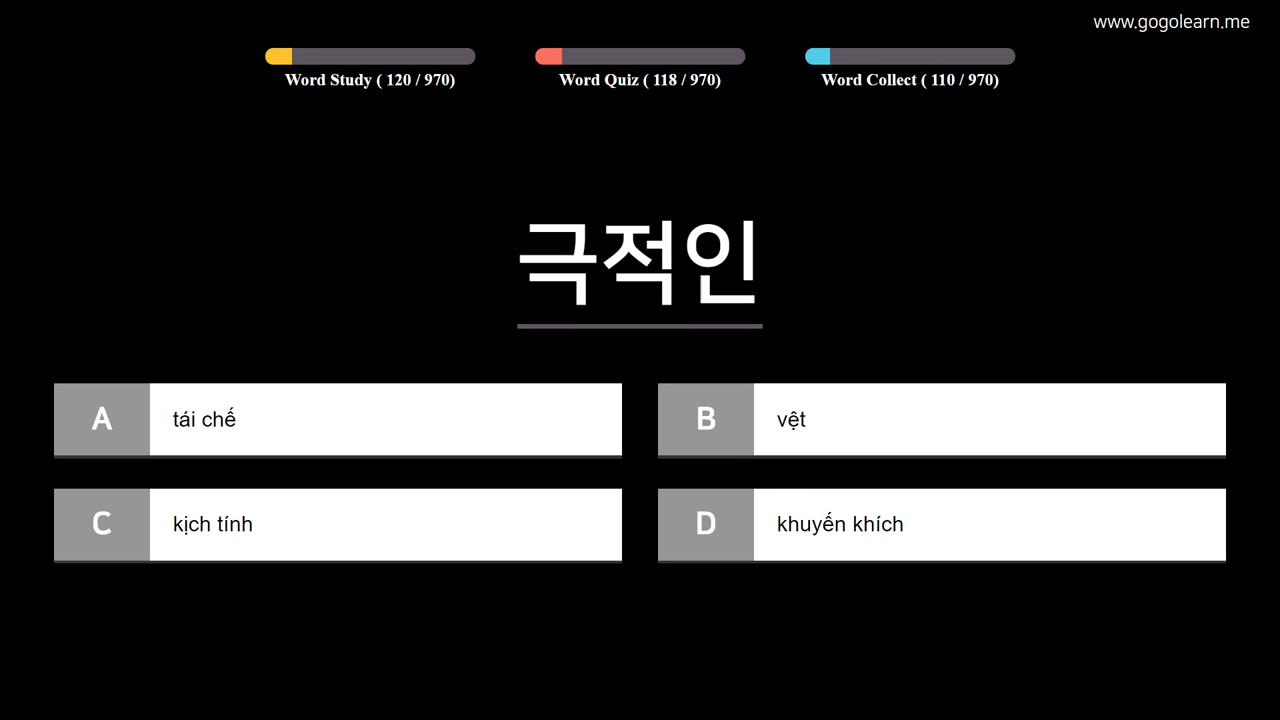 www.gogolearn.me
Word Study ( 120 / 970)
Word Quiz ( 118 / 970)
Word Collect ( 110 / 970)
극적인
A tái chế
B vệt
C kịch tính
D khuyến khích